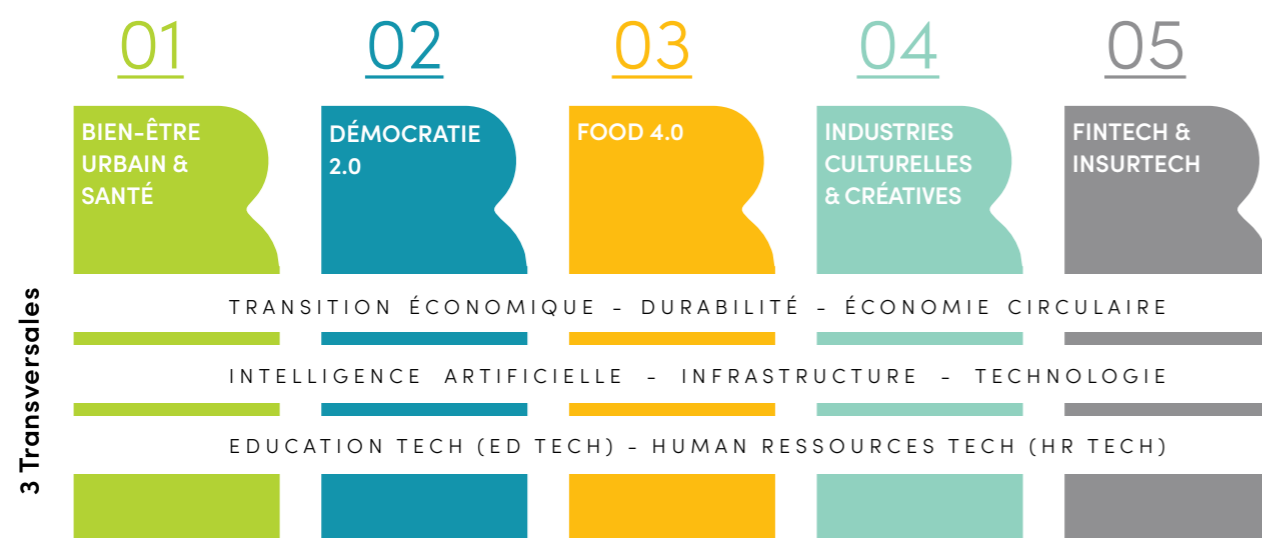 01
02
03
04
05
BIEN-ÊTRE
URBAIN &
SANTÉ
DÉMOCRATIE
2.0
FOOD 4.0
INDUSTRIES
CULTURELLES
& CRÉATIVES
FINTECH &
INSURTECH
3 Transversales
TRANSITION ÉCONOMIQUE – DURABILITÉ – ÉCONOMIE CIRCULAIRE
INTELLIGENCE ARTIFICIELLE – INFRASTRUCTURE – TECHNOLOGIE
EDUCATION TECH (ED TECH) – HUMAN RESSOURCES TECH (HR TECH)